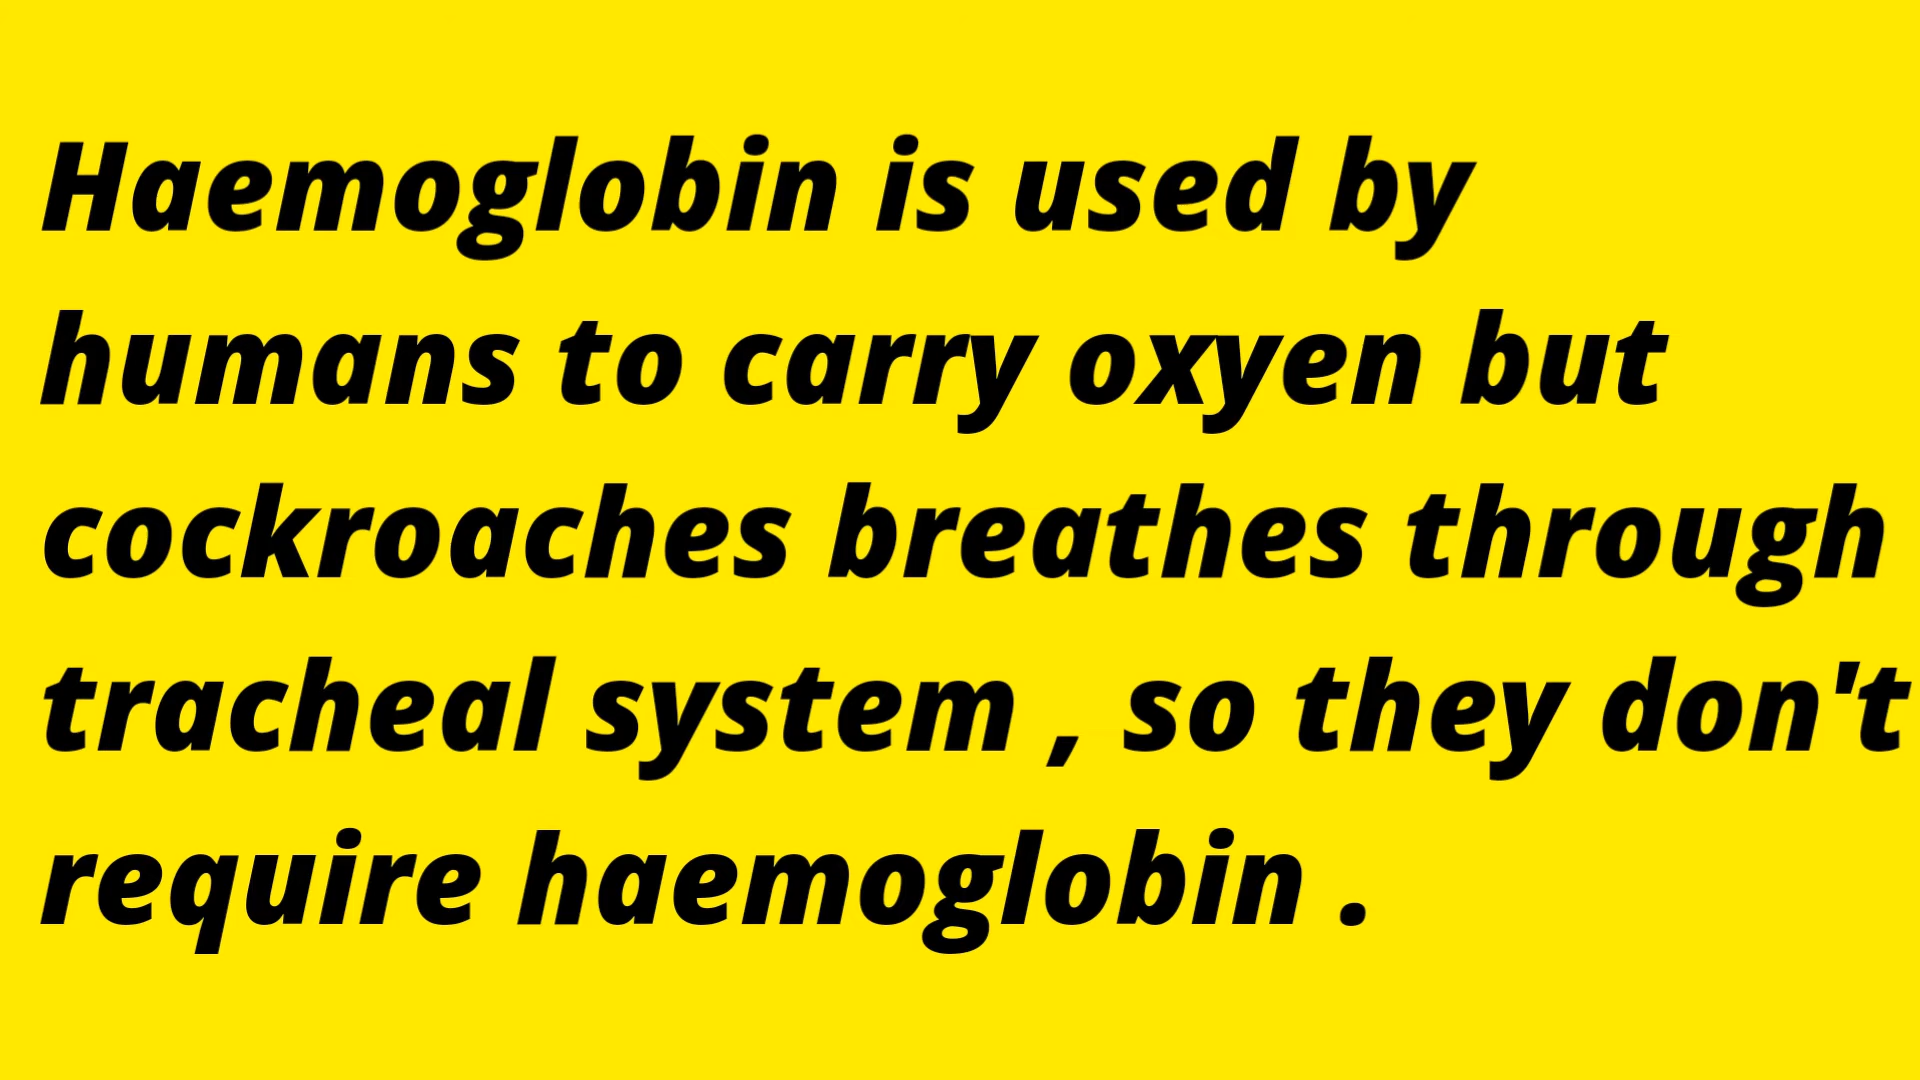 Haemoglobin is used by
humans to carry oxyen but
cockroaches breathes through
tracheal system , so they don't
require haemoglobin .